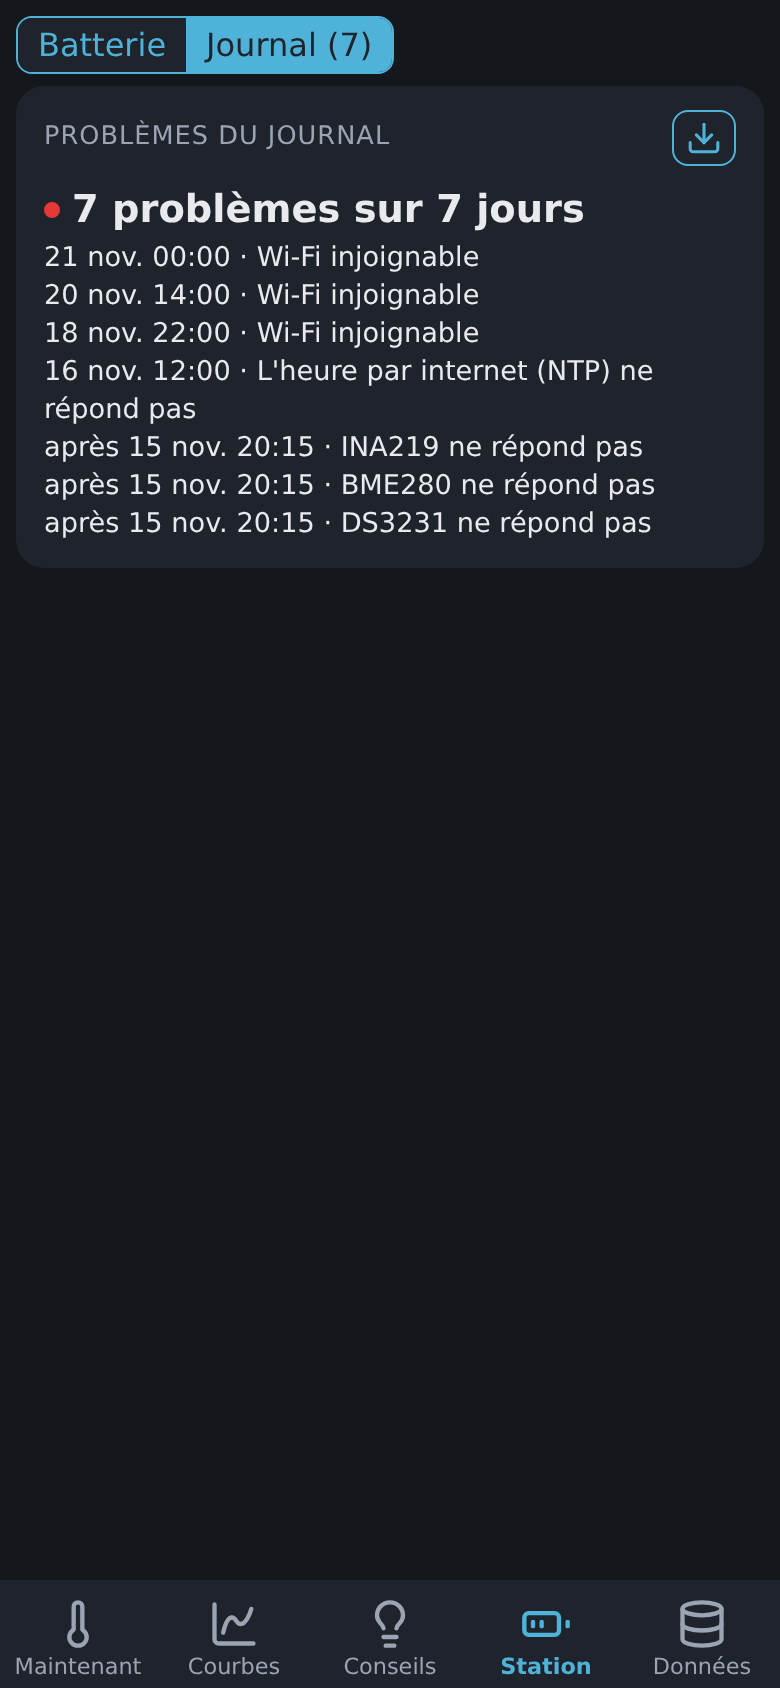 Batterie
Journal (7)
PROBLÈMES DU JOURNAL
7 problèmes sur 7 jours
21 nov. 00:00 · Wi-Fi injoignable
20 nov. 14:00 · Wi-Fi injoignable
18 nov. 22:00 · Wi-Fi injoignable
16 nov. 12:00 · L'heure par internet (NTP) ne
répond pas
après 15 nov. 20:15 · INA219 ne répond pas
après 15 nov. 20:15 · BME280 ne répond pas
après 15 nov. 20:15 · DS3231 ne répond pas
Maintenant
Courbes
Conseils
Station
Données